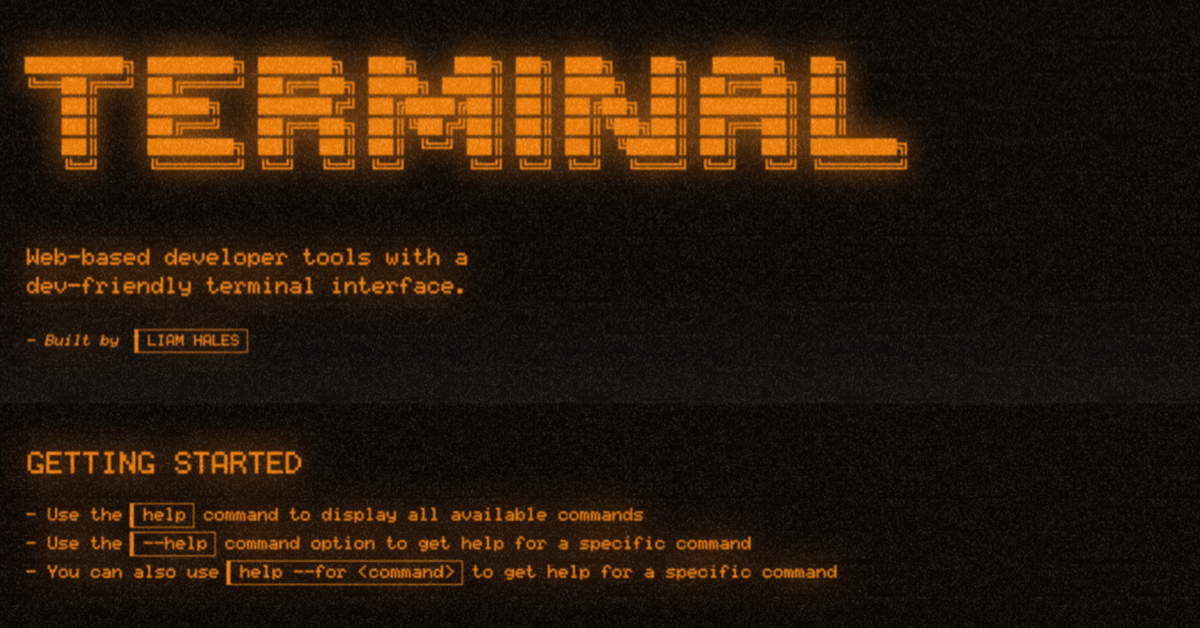 TERMINAL
Web-based developer tools with a
dev-friendly terminal interface.
- Built by LIAM HALES
GETTING STARTED
- Use the help command to display all available commands
- Use the --help command option to get help for a specific command
- You can also use help --for <command> to get help for a specific command